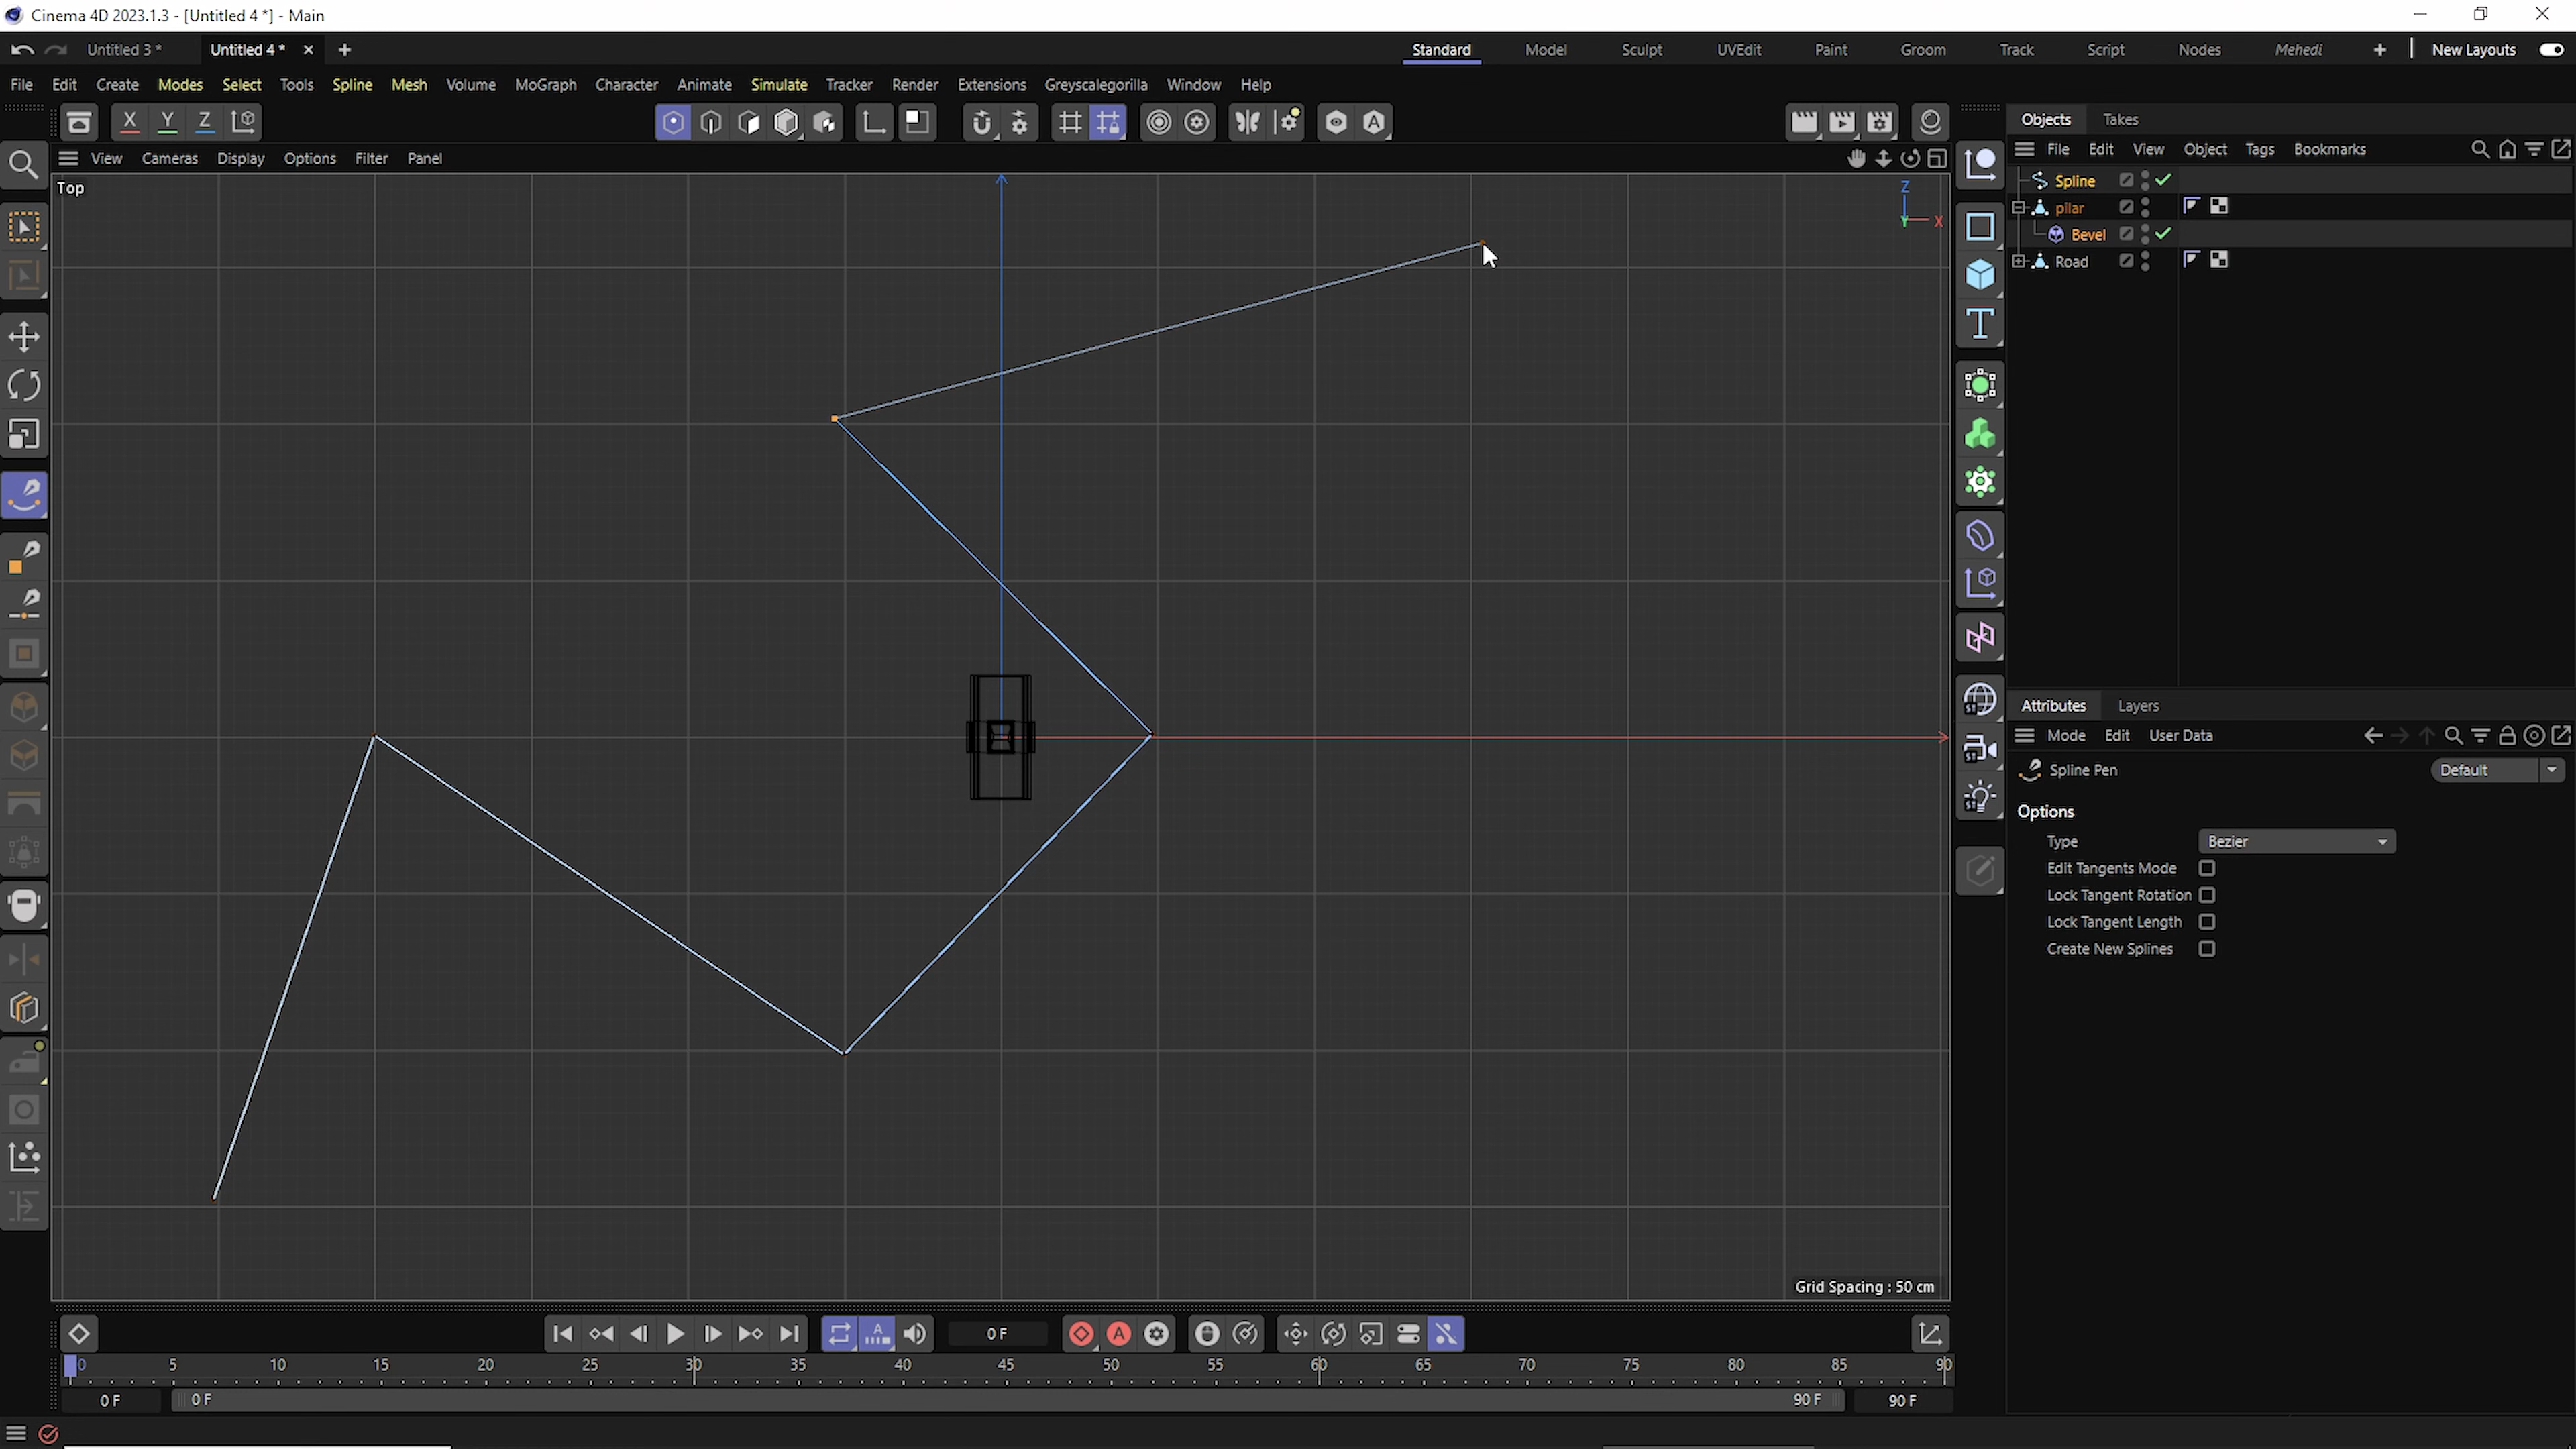 Cinema 4D 2023.1.3 - [Untitled 4 *] - Main
Untitled 3 *
Untitled 4 *
Standard
Model
Sculpt
UVEdit
Paint
Groom
Track
Script
Nodes
Mehedi
New Layouts
File
Edit
Create
Modes
Select
Tools
Spline
Mesh
Volume
MoGraph
Character
Animate
Simulate
Tracker
Render
Extensions
Greyscalegorilla
Window
Help
X
Y
Z
Objects
Takes
View
Cameras
Display
Options
Filter
Panel
File
Edit
View
Object
Tags
Bookmarks
Top
Z
Y
X
Spline
pilar
Bevel
Road
Attributes
Layers
Mode
Edit
User Data
Spline Pen
Default
Options
Type
Bezier
Edit Tangents Mode
Lock Tangent Rotation
Lock Tangent Length
Create New Splines
ST
ST
ST
Grid Spacing : 50 cm
A
0 F
A
0
5
10
15
20
25
30
35
40
45
50
55
60
65
70
75
80
85
90
0 F
0 F
90 F
90 F